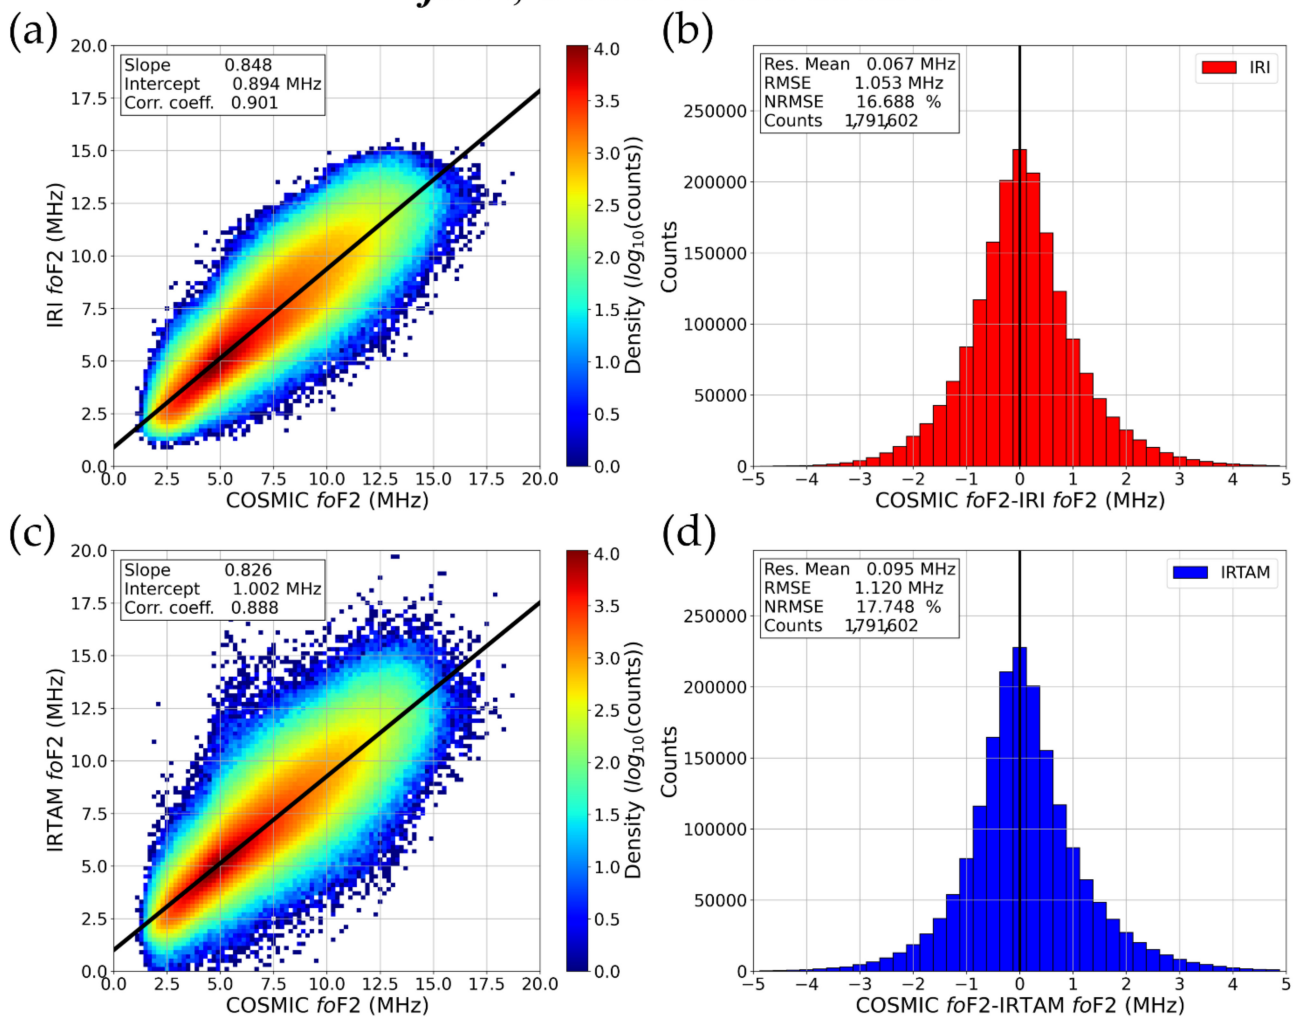 (a)
20.0
17.5
15.0
12.5
10.0
7.5
5.0
2.5
0.0
IRI foF2 (MHz)
Slope 0.848
Intercept 0.894 MHz
Corr. coeff. 0.901
0.0 2.5 5.0 7.5 10.0 12.5 15.0 17.5 20.0
COSMIC foF2 (MHz)
4.0
3.5
3.0
2.5
2.0
1.5
1.0
0.5
0.0
Density (log10(counts))
(b)
Res. Mean 0.067 MHz
RMSE 1.053 MHz
NRMSE 16.688 %
Counts 1,791,602
IRI
250000
200000
150000
100000
50000
0
Counts
−5 −4 −3 −2 −1 0 1 2 3 4 5
COSMIC foF2-IRI foF2 (MHz)
(c)
20.0
17.5
15.0
12.5
10.0
7.5
5.0
2.5
0.0
IRTAM foF2 (MHz)
Slope 0.826
Intercept 1.002 MHz
Corr. coeff. 0.888
0.0 2.5 5.0 7.5 10.0 12.5 15.0 17.5 20.0
COSMIC foF2 (MHz)
4.0
3.5
3.0
2.5
2.0
1.5
1.0
0.5
0.0
Density (log10(counts))
(d)
Res. Mean 0.095 MHz
RMSE 1.120 MHz
NRMSE 17.748 %
Counts 1,791,602
IRTAM
250000
200000
150000
100000
50000
0
Counts
−5 −4 −3 −2 −1 0 1 2 3 4 5
COSMIC foF2-IRTAM foF2 (MHz)